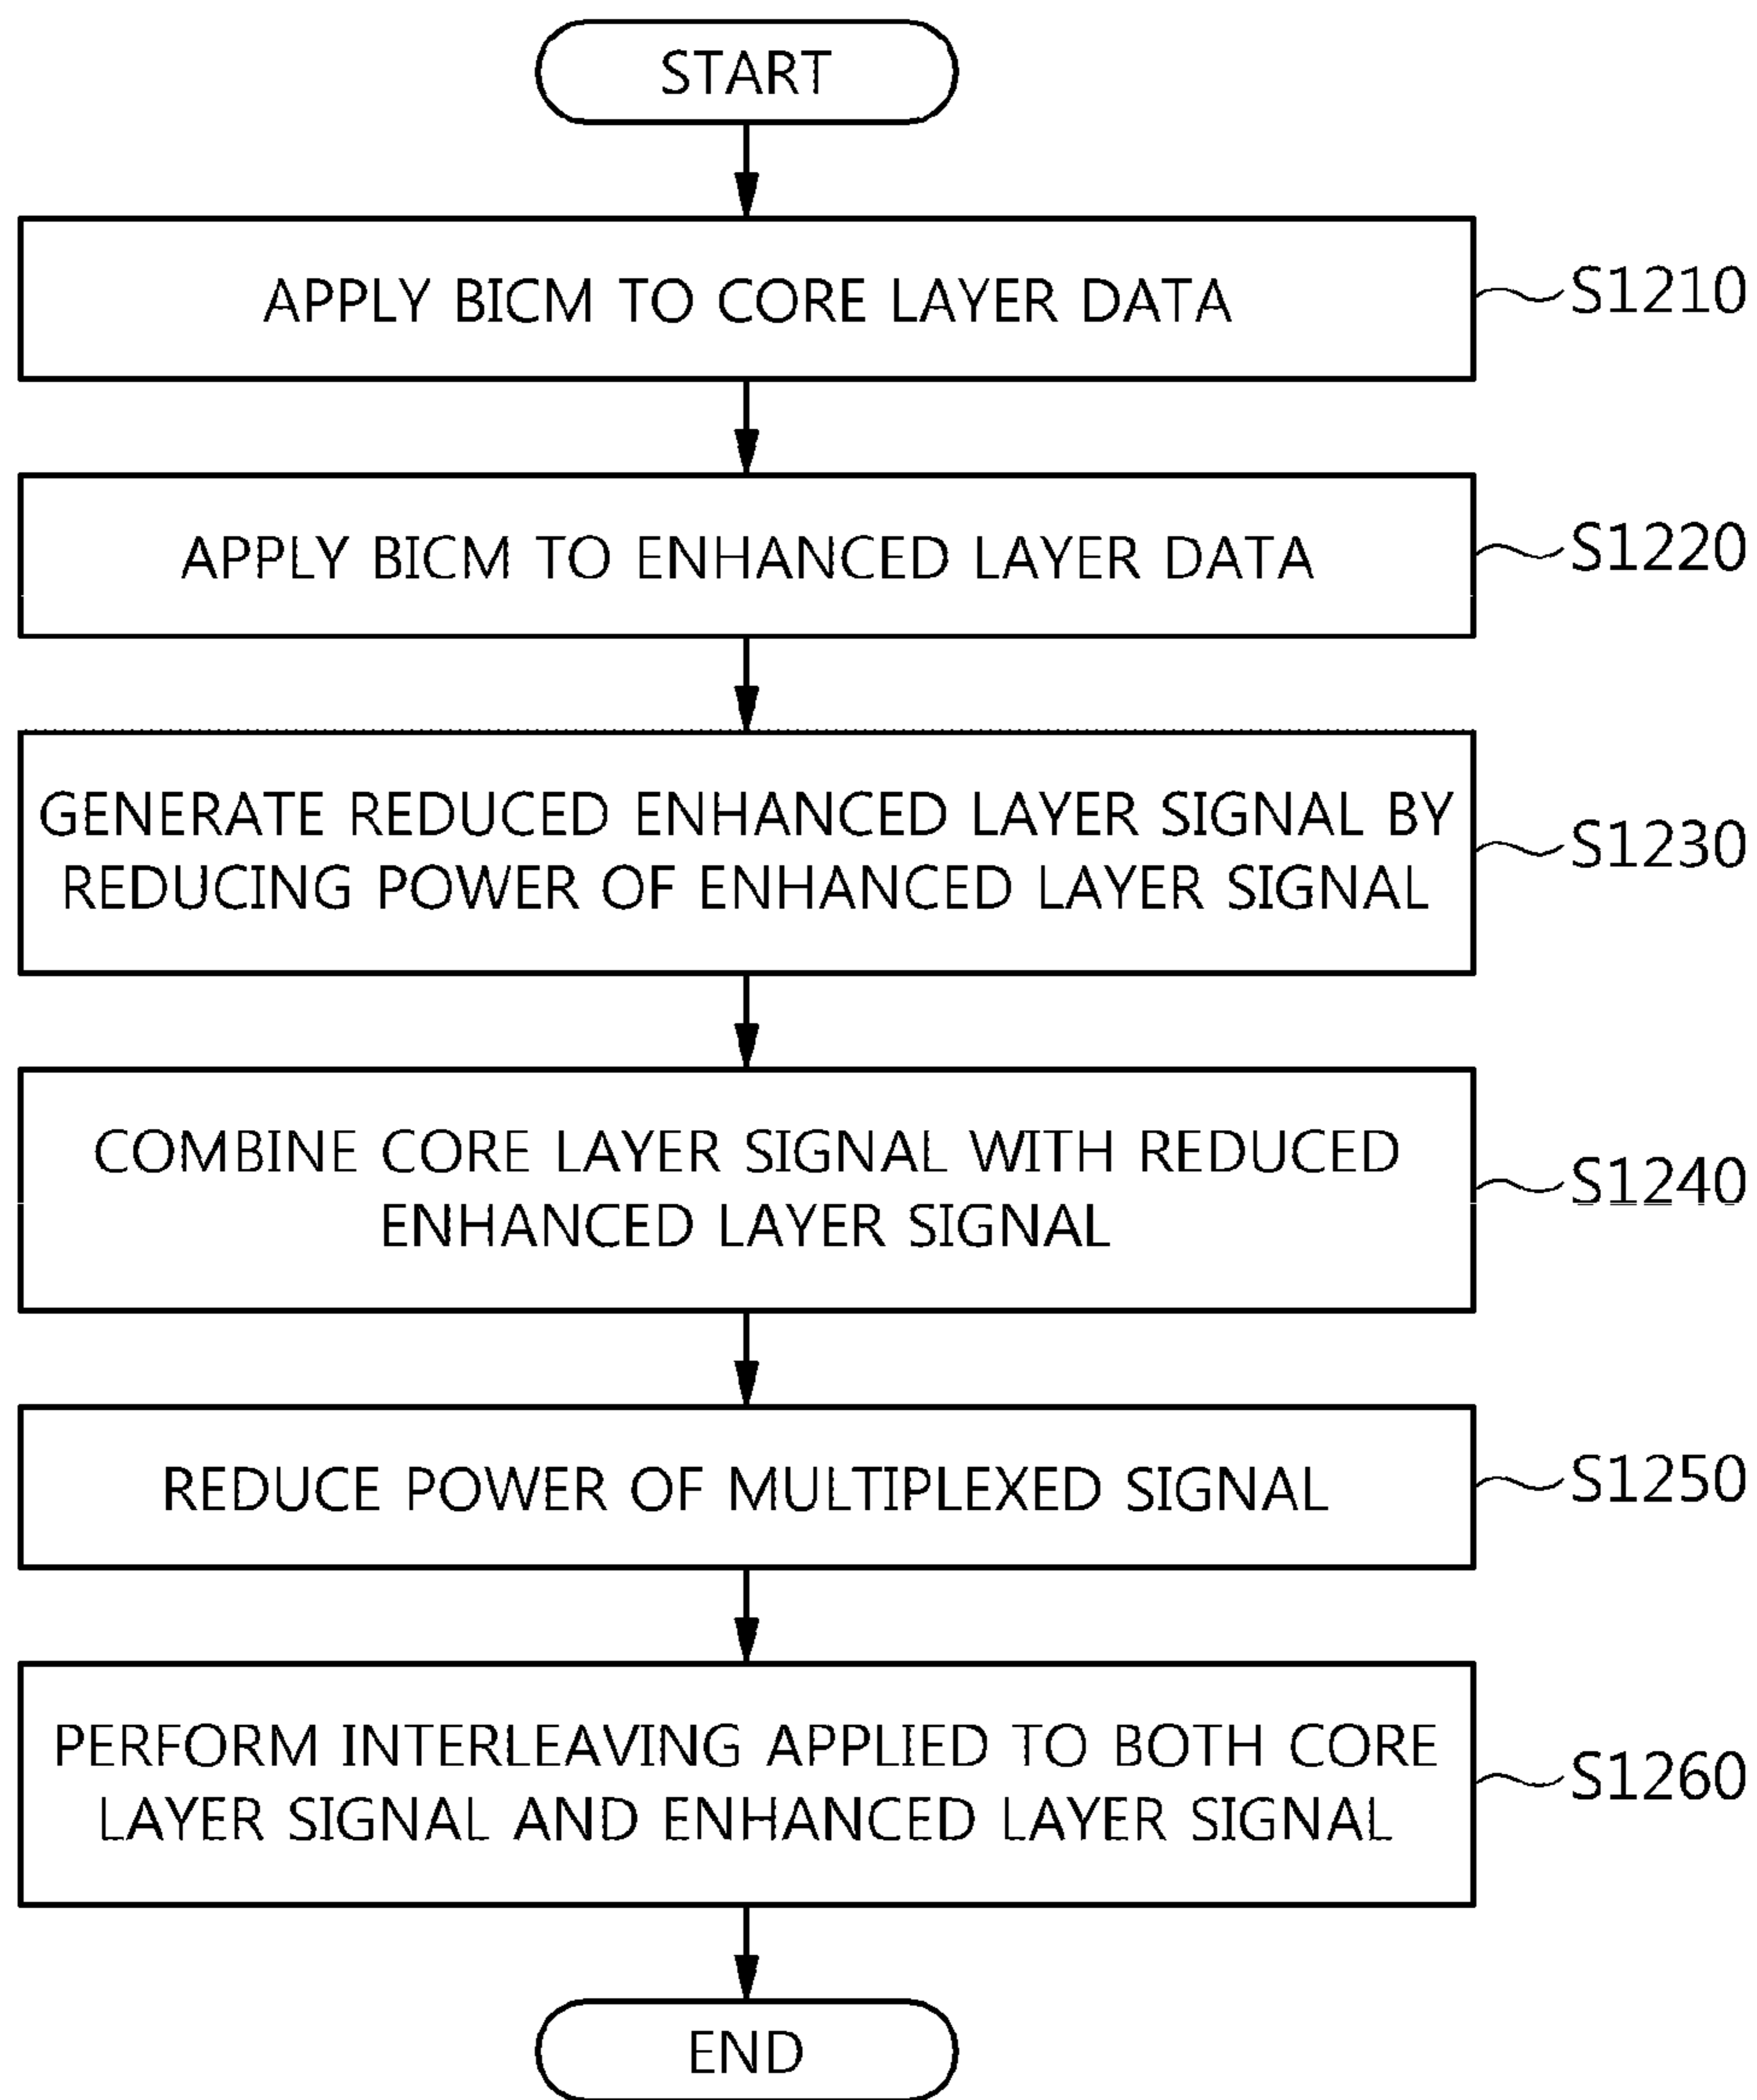 START
APPLY BICM TO CORE LAYER DATA
S1210
APPLY BICM TO ENHANCED LAYER DATA
S1220
GENERATE REDUCED ENHANCED LAYER SIGNAL BY
REDUCING POWER OF ENHANCED LAYER SIGNAL
S1230
COMBINE CORE LAYER SIGNAL WITH REDUCED
ENHANCED LAYER SIGNAL
S1240
REDUCE POWER OF MULTIPLEXED SIGNAL
S1250
PERFORM INTERLEAVING APPLIED TO BOTH CORE
LAYER SIGNAL AND ENHANCED LAYER SIGNAL
S1260
END